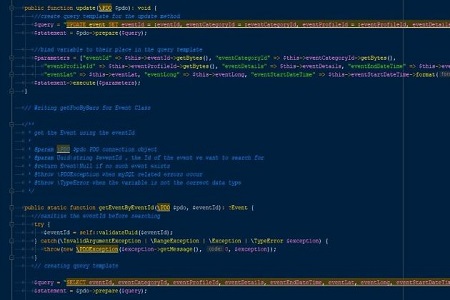 public function update(\PDO $pdo): void {
//create query template for the update method
$query = "UPDATE event SET eventId = :eventId, eventCategoryId = :eventCategoryId, eventProfileId = :eventProfileId, eventDetails
$statement = $pdo->prepare($query);
//bind variable to their place in the query template
$parameters = ["eventId" => $this->eventId->getBytes(), "eventCategoryId" => $this->eventCategoryId->getBytes(),
"eventProfileId" => $this->eventProfileId->getBytes(), "eventDetails" => $this->eventDetails, "eventEndDateTime" =>
"eventLat" => $this->eventLat, "eventLong" => $this->eventLong, "eventStartDateTime" => $this->eventStartDateTime->format(
$statement->execute($parameters);
}
/// Writing getFooByBars for Event Class
/**
* get the Event using the eventId
*
* @param \PDO $pdo PDO connection object
* @param Uuid|string $eventId , the Id of the event we want to search for
* @return Event|Null if no such event exists
* @throw \PDOException when mySQL related errors occur
* @throw \TypeError when the variable is not the correct data type
*/
public static function getEventByEventId(\PDO $pdo, $eventId): ?Event {
//sanitize the eventId before searching
try {
$eventId = self::validateUuid($eventId);
} catch(\InvalidArgumentException | \RangeException | \Exception | \TypeError $exception) {
throw(new \PDOException($exception->getMessage(), 0, $exception));
}
// creating query template
$query = "SELECT eventId, eventCategoryId, eventProfileId, eventDetails, eventEndDateTime, eventLat, eventLong, eventStartDateTime
$statement = $pdo->prepare($query);